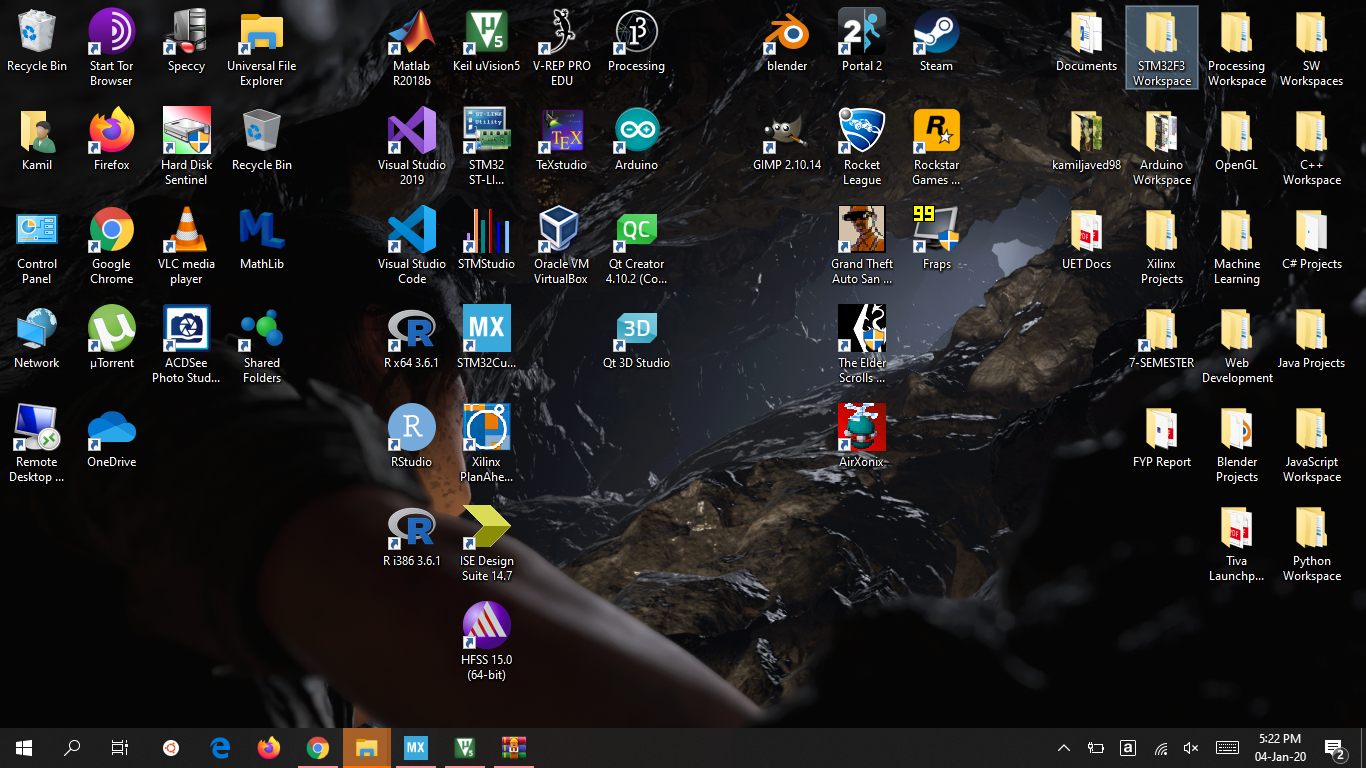 Recycle Bin
Start Tor
Browser
Speccy
Universal File
Explorer
Matlab
R2018b
Keil uVision5
V-REP PRO
EDU
Processing
blender
Portal 2
Steam
Documents
STM32F3
Workspace
Processing
Workspace
SW
Workspaces
Kamil
Firefox
Hard Disk
Sentinel
Recycle Bin
Visual Studio
2019
STM32
ST-LI...
TeXstudio
Arduino
GIMP 2.10.14
Rocket
League
Rockstar
Games ...
kamiljaved98
Arduino
Workspace
OpenGL
C++
Workspace
Control
Panel
Google
Chrome
VLC media
player
MathLib
Visual Studio
Code
STMStudio
Oracle VM
VirtualBox
Qt Creator
4.10.2 (Co...
Grand Theft
Auto San ...
Fraps
UET Docs
Xilinx
Projects
Machine
Learning
C# Projects
Network
µTorrent
ACDSee
Photo Stud...
Shared
Folders
R x64 3.6.1
STM32Cu...
Qt 3D Studio
The Elder
Scrolls ...
7-SEMESTER
Web
Development
Java Projects
Remote
Desktop ...
OneDrive
RStudio
Xilinx
PlanAhe...
AirXonix
FYP Report
Blender
Projects
JavaScript
Workspace
R i386 3.6.1
ISE Design
Suite 14.7
Tiva
Launchp...
Python
Workspace
HFSS 15.0
(64-bit)
MX
5:22 PM
04-Jan-20
2